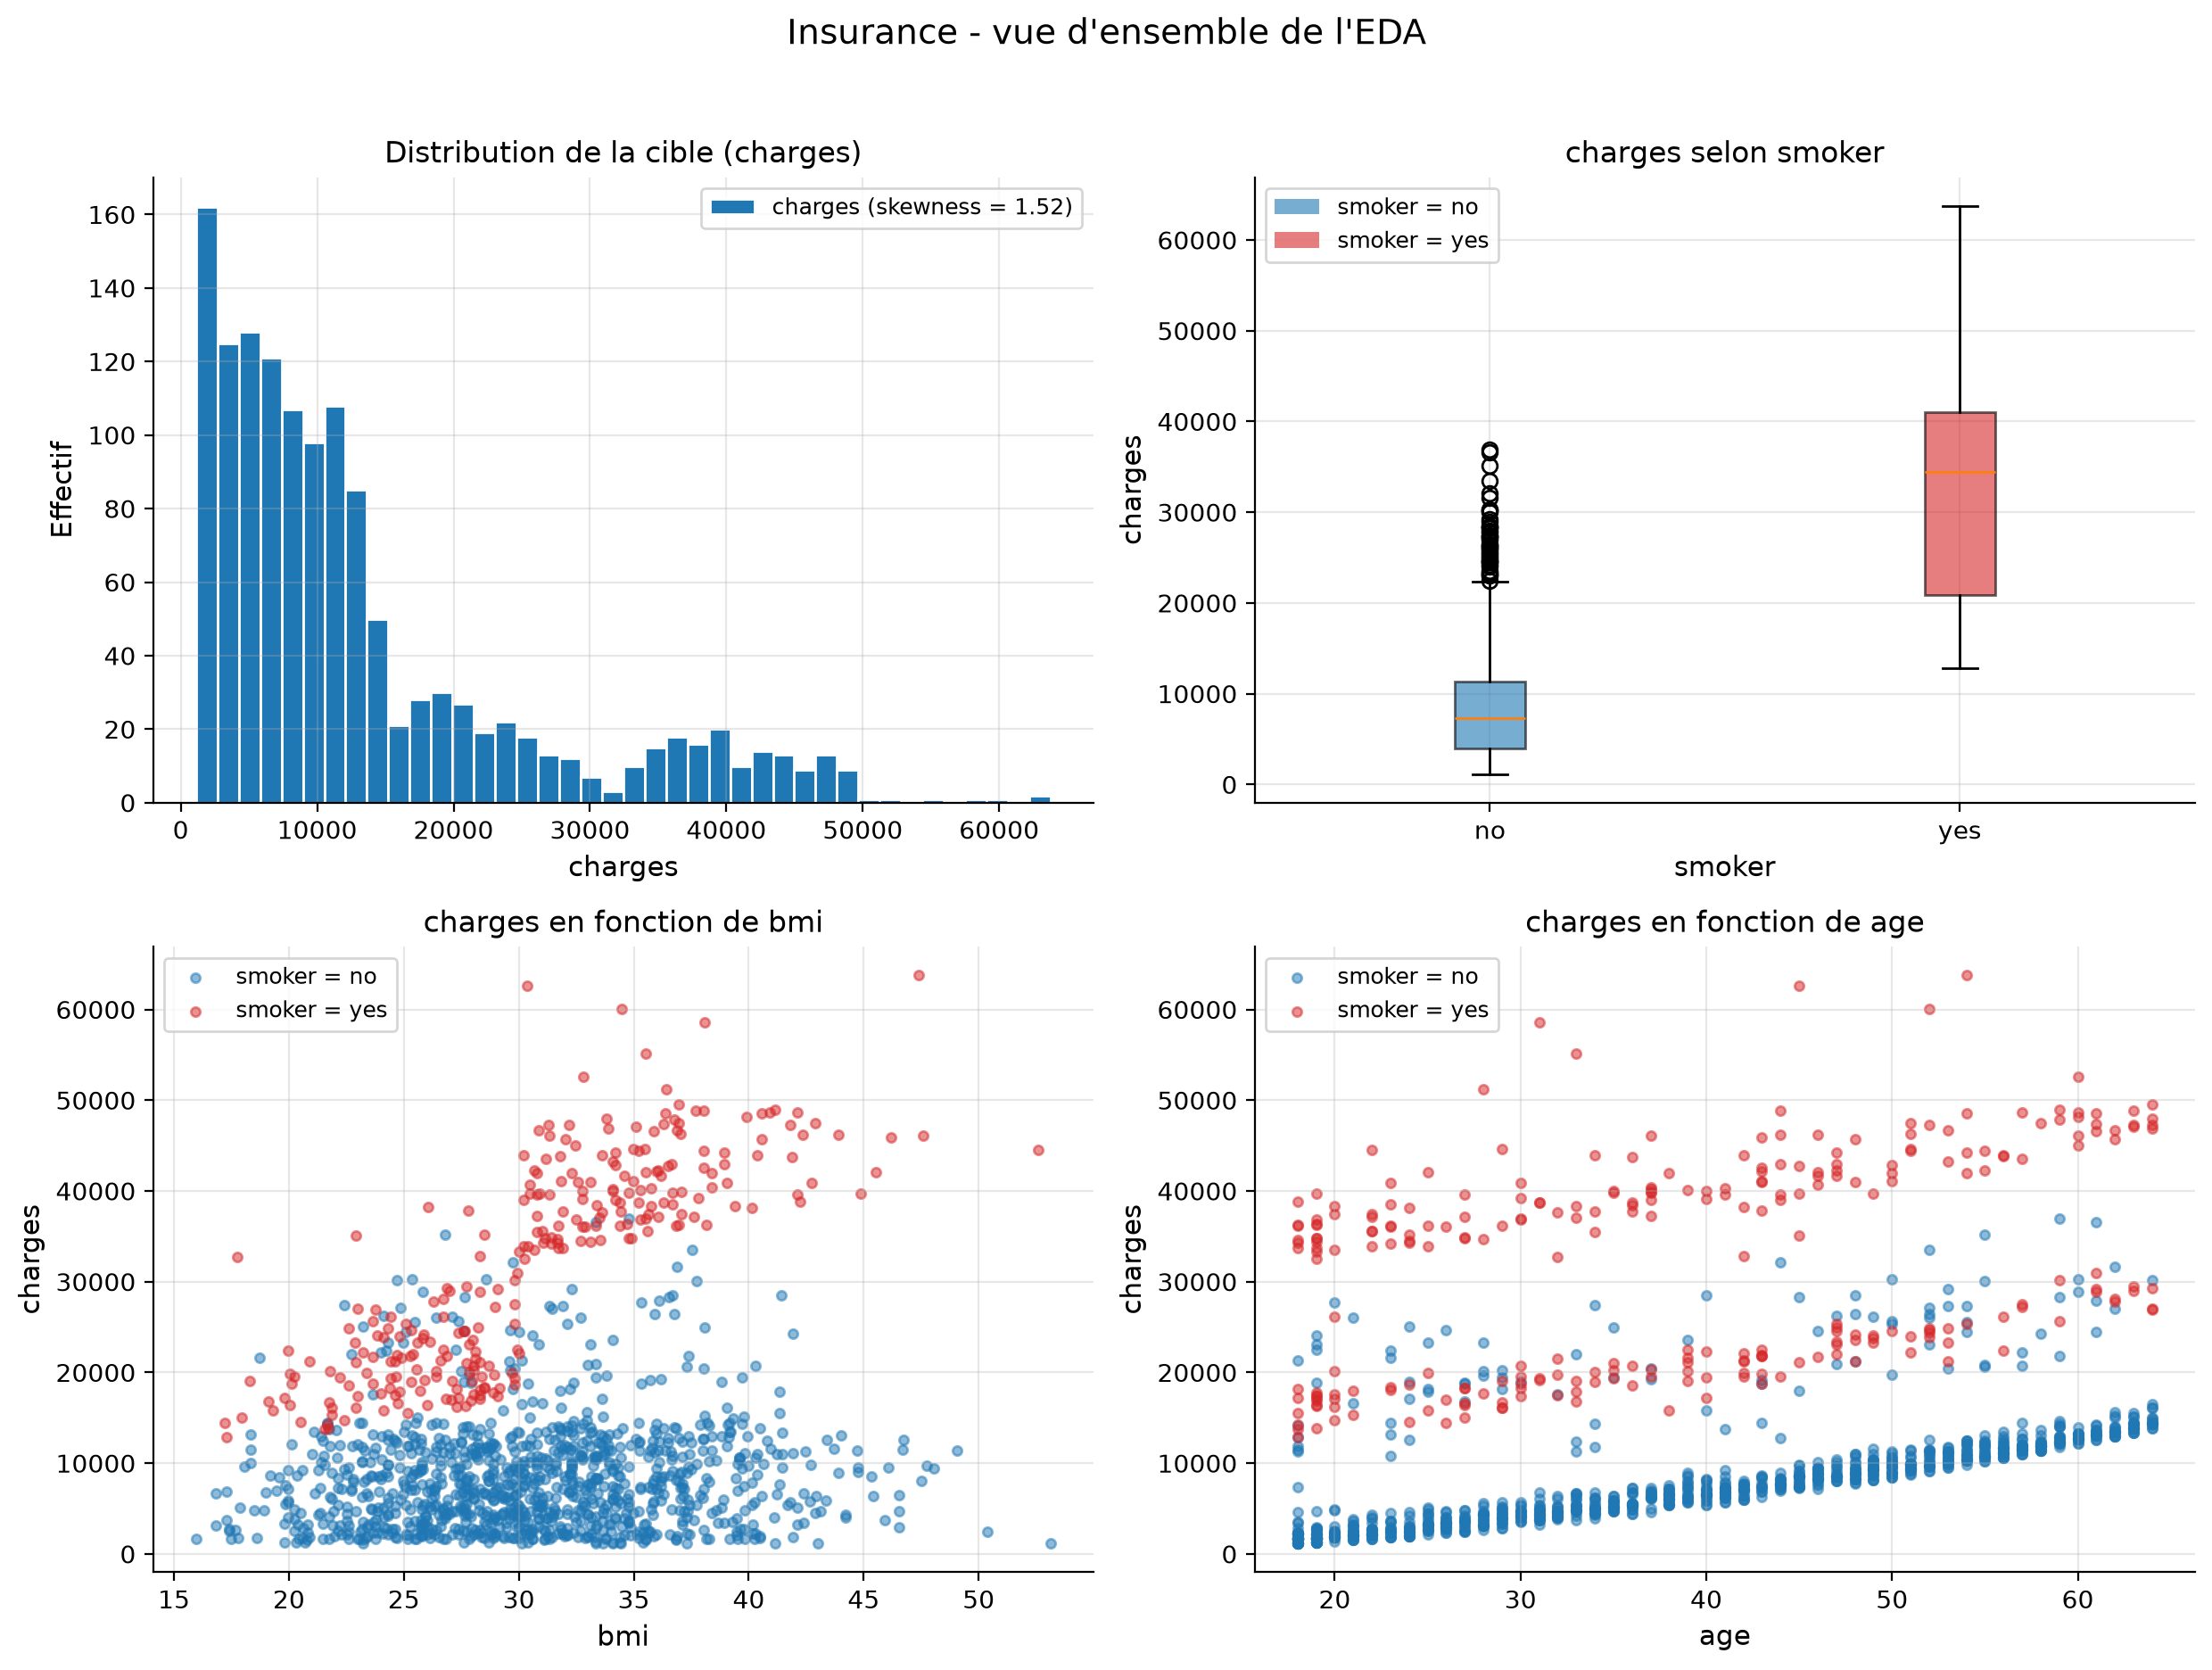 Insurance - vue d'ensemble de l'EDA
Distribution de la cible (charges)
charges (skewness = 1.52)
160
140
120
100
80
60
40
20
0
Effectif
0 10000 20000 30000 40000 50000 60000
charges
charges selon smoker
smoker = no
smoker = yes
60000
50000
40000
30000
20000
10000
0
charges
no yes
smoker
charges en fonction de bmi
smoker = no
smoker = yes
60000
50000
40000
30000
20000
10000
0
charges
15 20 25 30 35 40 45 50
bmi
charges en fonction de age
smoker = no
smoker = yes
60000
50000
40000
30000
20000
10000
0
charges
20 30 40 50 60
age